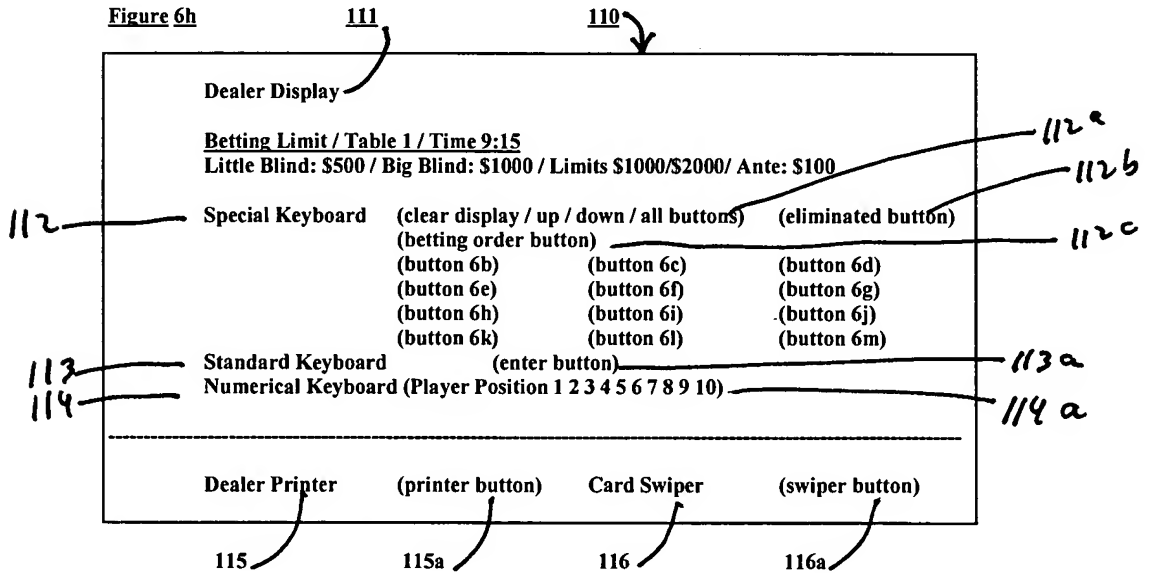 Figure 6h 111 110
Dealer Display
Betting Limit / Table 1 / Time 9:15
Little Blind: $500 / Big Blind: $1000 / Limits $1000/$2000/ Ante: $100
112a
112b
112 Special Keyboard (clear display / up / down / all buttons) (eliminated button)
(betting order button) 112c
(button 6b) (button 6c) (button 6d)
(button 6e) (button 6f) (button 6g)
(button 6h) (button 6i) (button 6j)
(button 6k) (button 6l) (button 6m)
113 Standard Keyboard (enter button) 113a
114 Numerical Keyboard (Player Position 1 2 3 4 5 6 7 8 9 10) 114a
Dealer Printer (printer button) Card Swiper (swiper button)
115 115a 116 116a